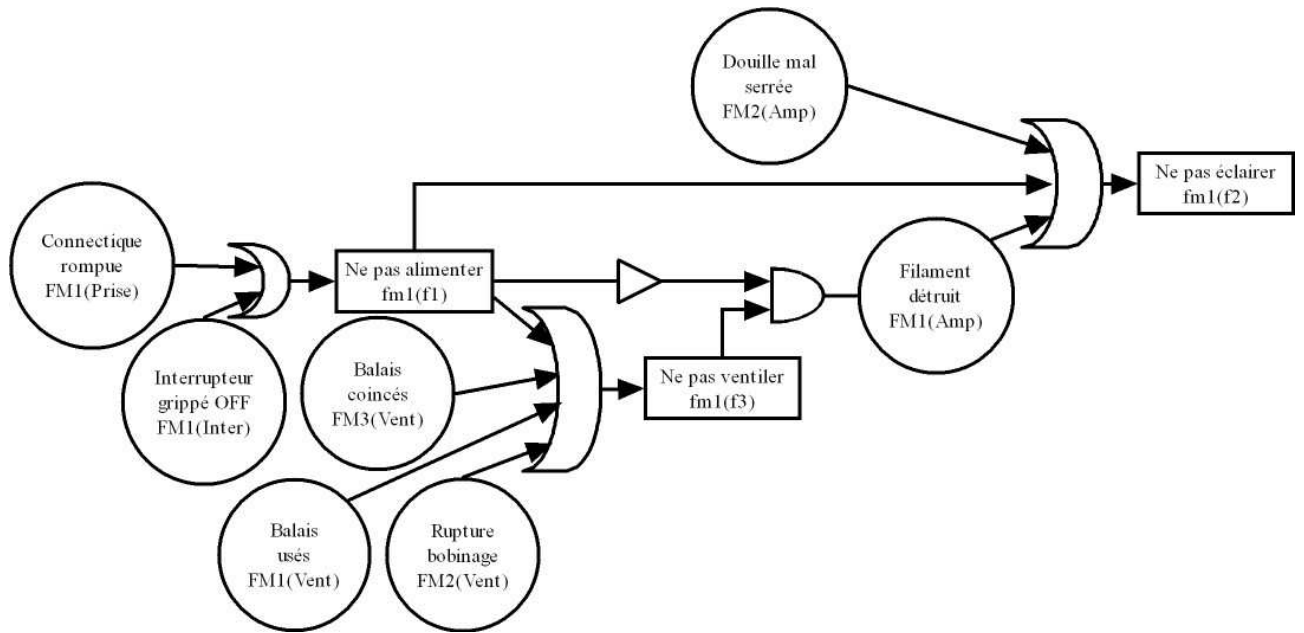 Douille mal
serrée
FM2(Amp)
Ne pas éclairer
fm1(f2)
Connectique
rompue
FM1(Prise)
Ne pas alimenter
fm1(f1)
Filament
détruit
FM1(Amp)
Interrupteur
grippé OFF
FM1(Inter)
Balais
coincés
FM3(Vent)
Ne pas ventiler
fm1(f3)
Balais
usés
FM1(Vent)
Rupture
bobinage
FM2(Vent)